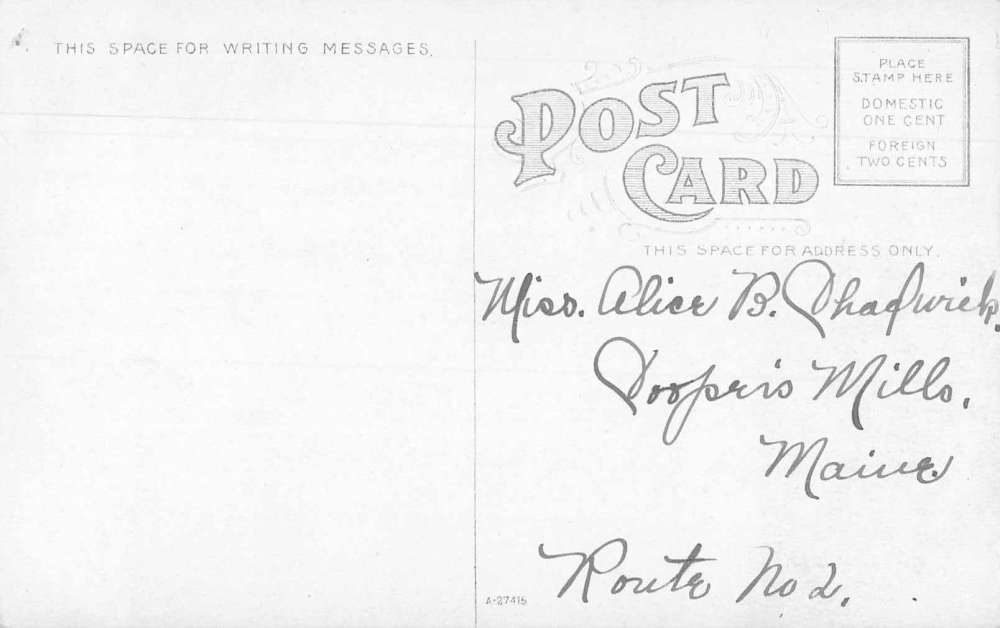 THIS SPACE FOR WRITING MESSAGES.
POST CARD
PLACE
STAMP HERE
DOMESTIC
ONE CENT
FOREIGN
TWO CENTS
THIS SPACE FOR ADDRESS ONLY.
Miss. Alice B. Chadwick,
Cooper's Mills,
Maine.
Route No 2.
A-27415